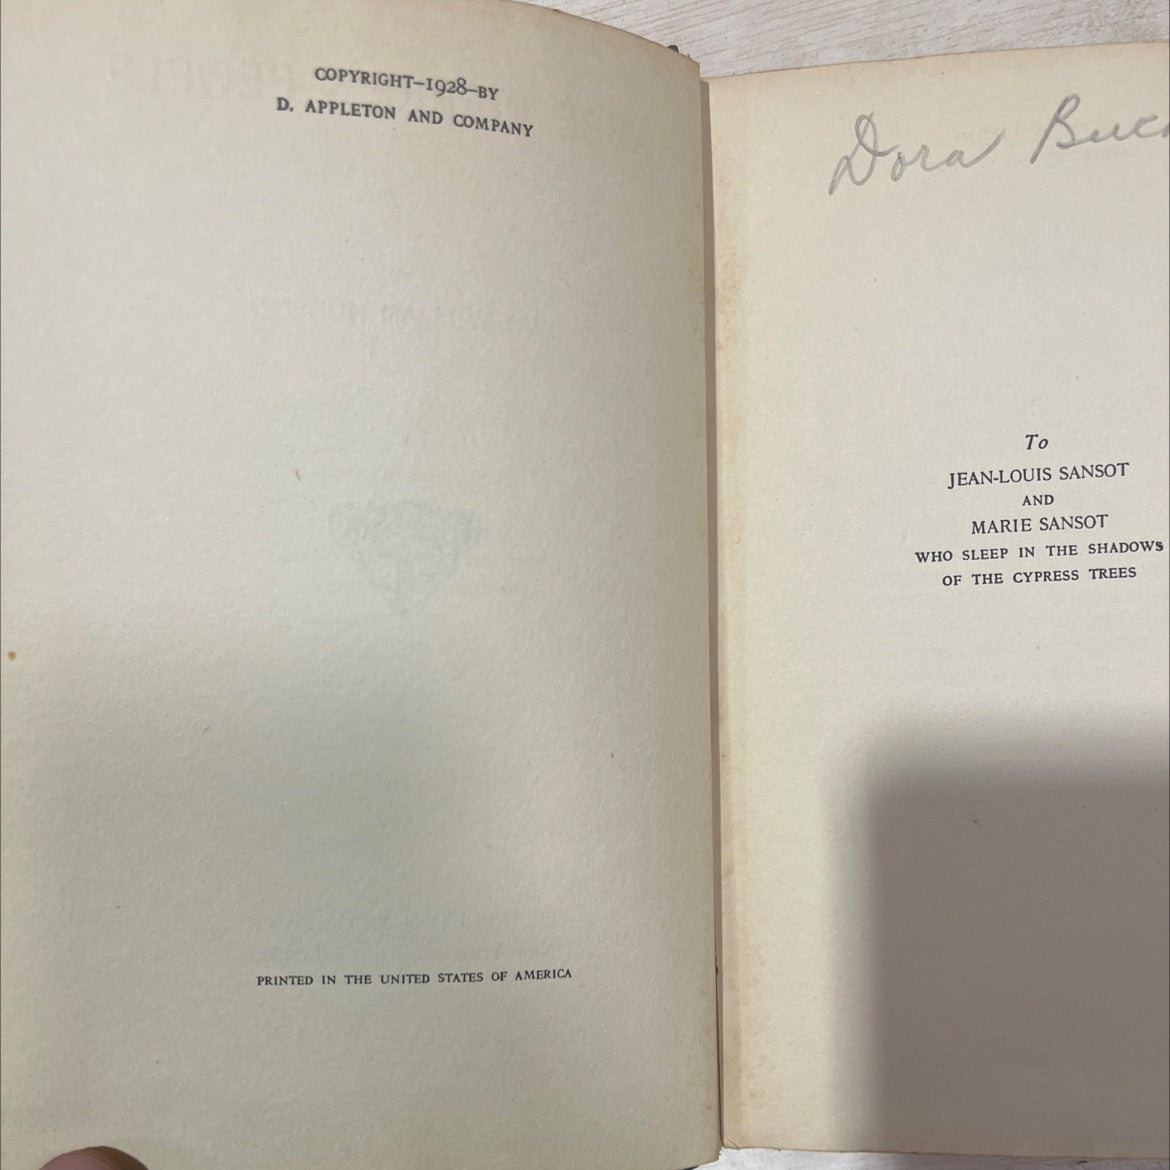 COPYRIGHT–1928–BY
D. APPLETON AND COMPANY
PRINTED IN THE UNITED STATES OF AMERICA
Dora
To
JEAN-LOUIS SANSOT
AND
MARIE SANSOT
WHO SLEEP IN THE SHADOWS
OF THE CYPRESS TREES